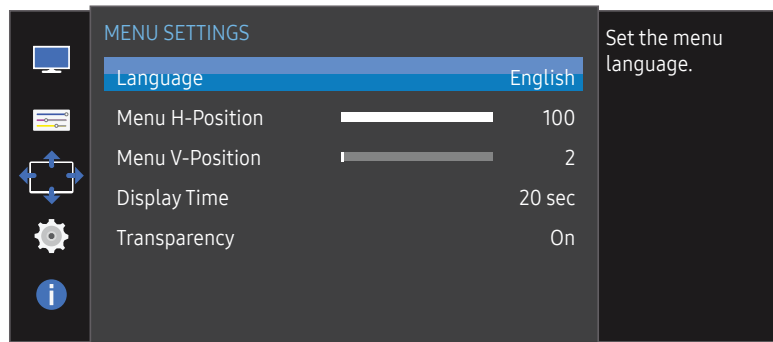 MENU SETTINGS
Language English
Menu H-Position 100
Menu V-Position 2
Display Time 20 sec
Transparency On
Set the menu
language.
i